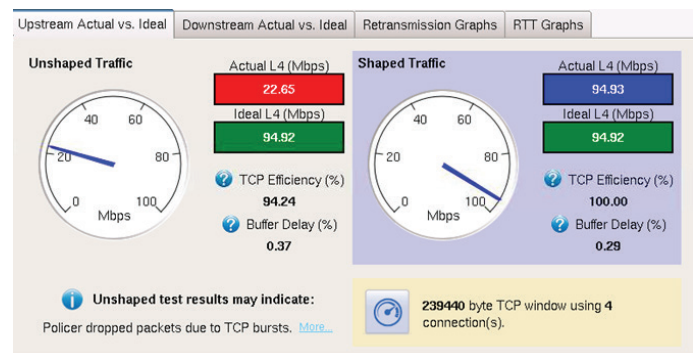 Upstream Actual vs. Ideal Downstream Actual vs. Ideal Retransmission Graphs RTT Graphs
Unshaped Traffic
40 60
20 80
0 100
Mbps
Actual L4 (Mbps)
22.65
Ideal L4 (Mbps)
94.92
TCP Efficiency (%)
94.24
Buffer Delay (%)
0.37
Shaped Traffic
40 60
20 80
0 100
Mbps
Actual L4 (Mbps)
94.93
Ideal L4 (Mbps)
94.92
TCP Efficiency (%)
100.00
Buffer Delay (%)
0.29
Unshaped test results may indicate:
Policer dropped packets due to TCP bursts. More...
239440 byte TCP window using 4
connection(s).